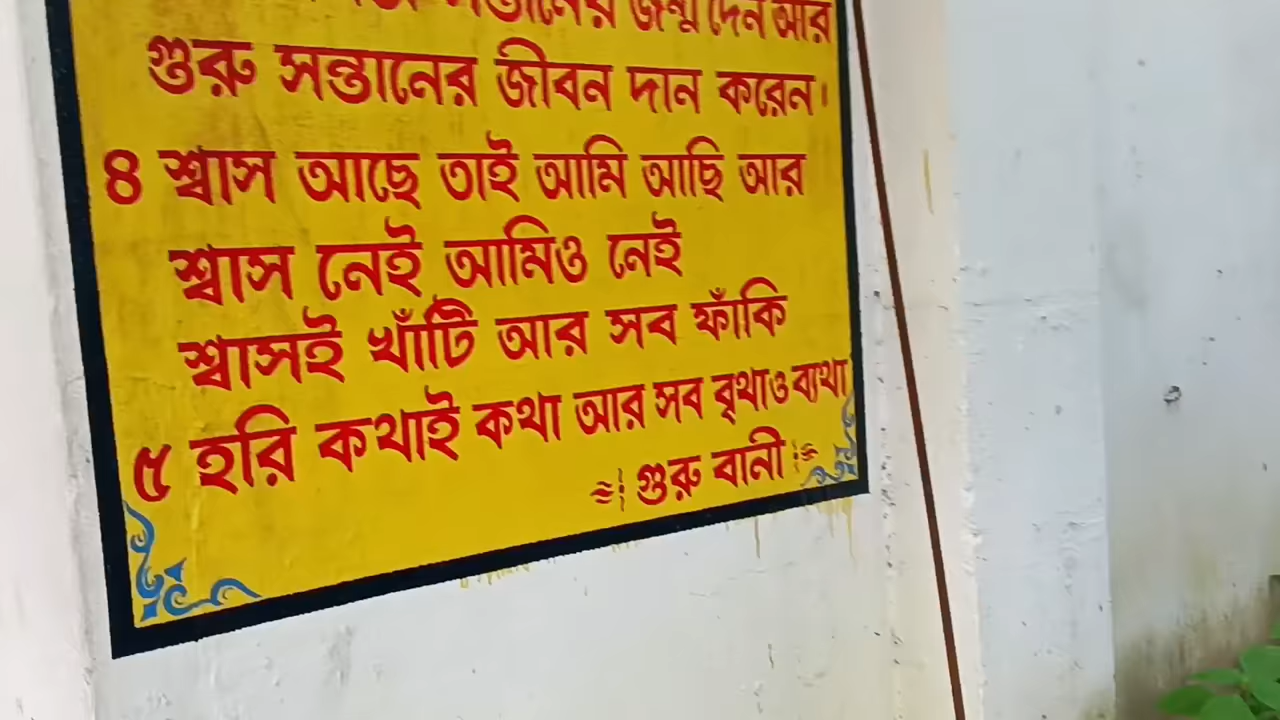 সন্তানের জন্ম দেন আর
গুরু সন্তানের জীবন দান করেন।
৪ শ্বাস আছে তাই আমি আছি আর
শ্বাস নেই আমিও নেই
শ্বাসই খাঁটি আর সব ফাঁকি
৫ হরি কথাই কথা আর সব বৃথাও ব্যথা
গুরু বানী